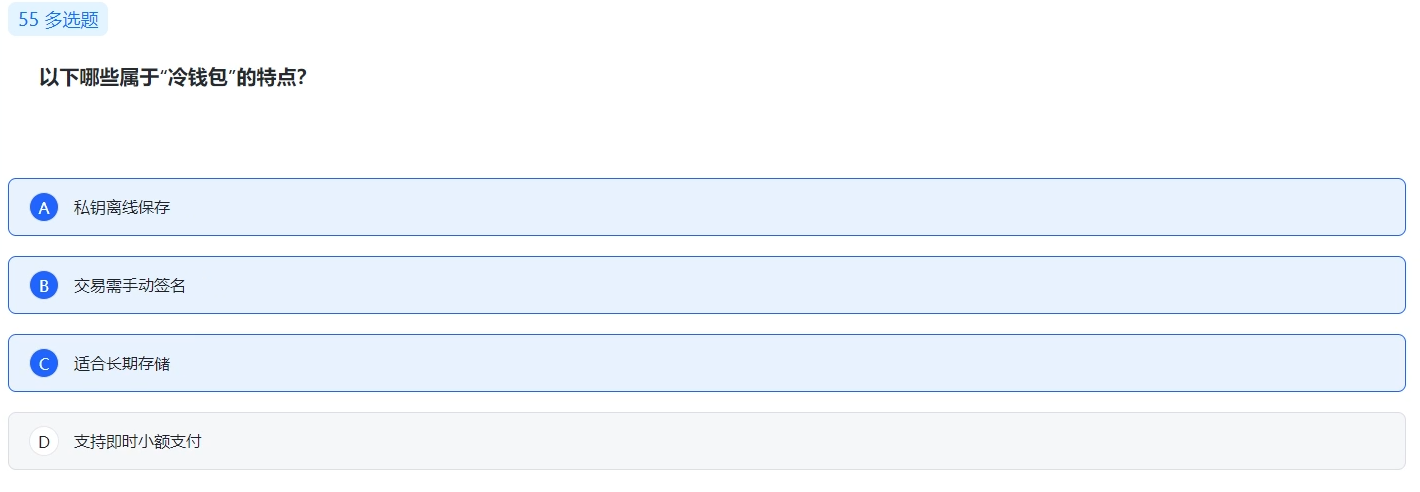 55 多选题
以下哪些属于“冷钱包”的特点?
A 私钥离线保存
B 交易需手动签名
C 适合长期存储
D 支持即时小额支付